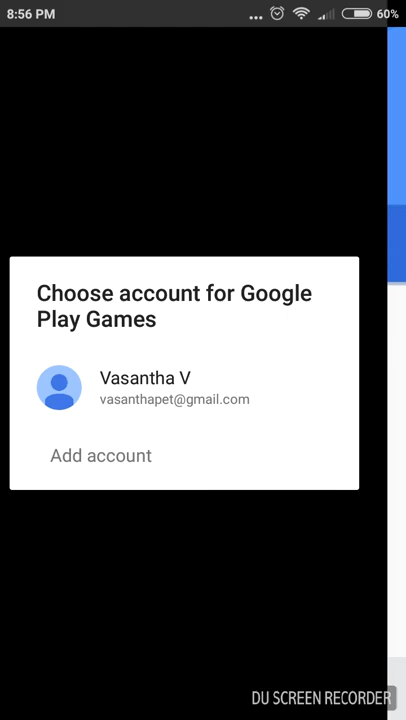 8:56 PM
60%
Choose account for Google
Play Games
Vasantha V
vasanthapet@gmail.com
Add account
DU SCREEN RECORDER